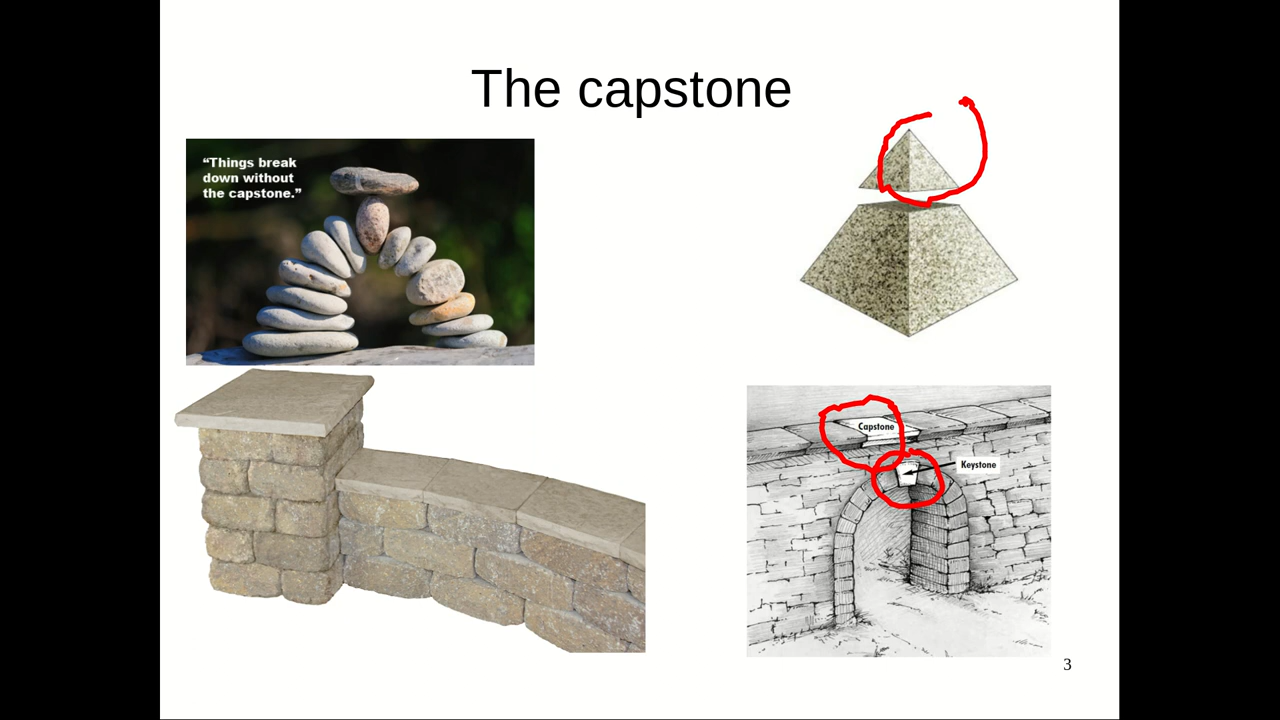 The capstone
“Things break
down without
the capstone.”
Capstone
Keystone
3